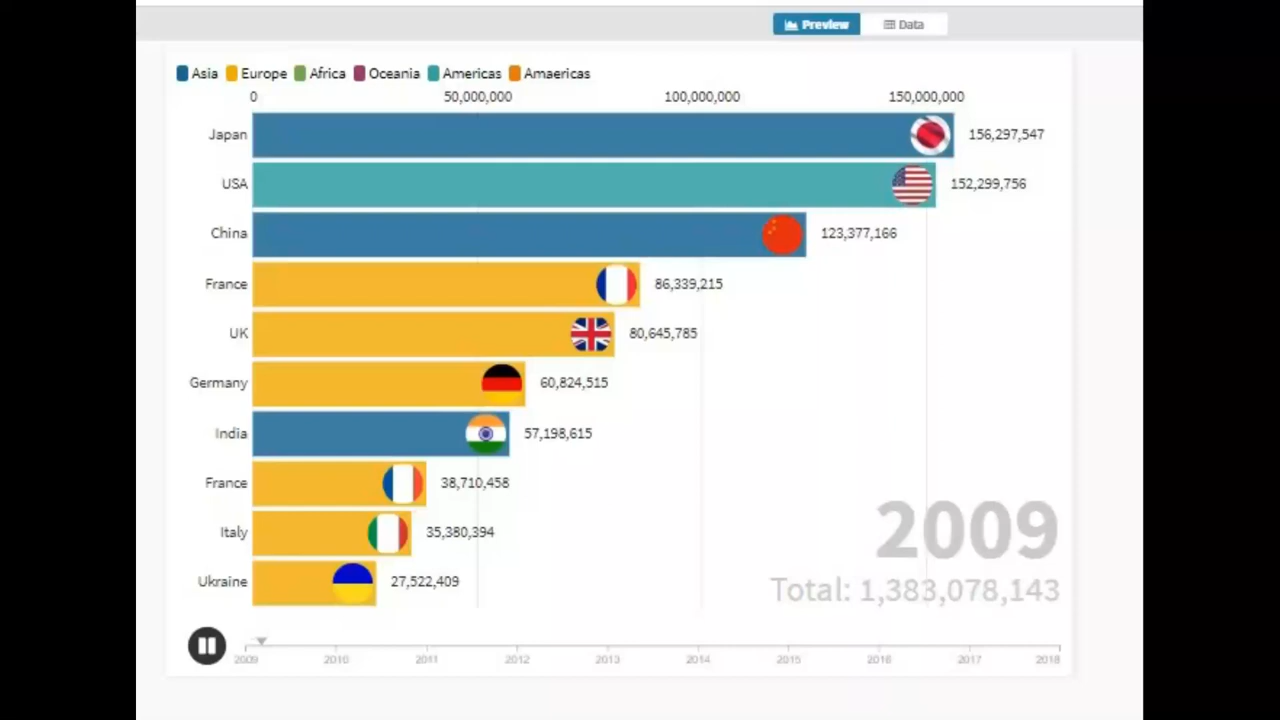 Preview Data
Asia Europe Africa Oceania Americas Amaericas
0 50,000,000 100,000,000 150,000,000
Japan 156,297,547
USA 152,299,756
China 123,377,166
France 86,339,215
UK 80,645,785
Germany 60,824,515
India 57,198,615
France 38,710,458
Italy 35,380,394
Ukraine 27,522,409
2009
Total: 1,383,078,143
2009 2010 2011 2012 2013 2014 2015 2016 2017 2018